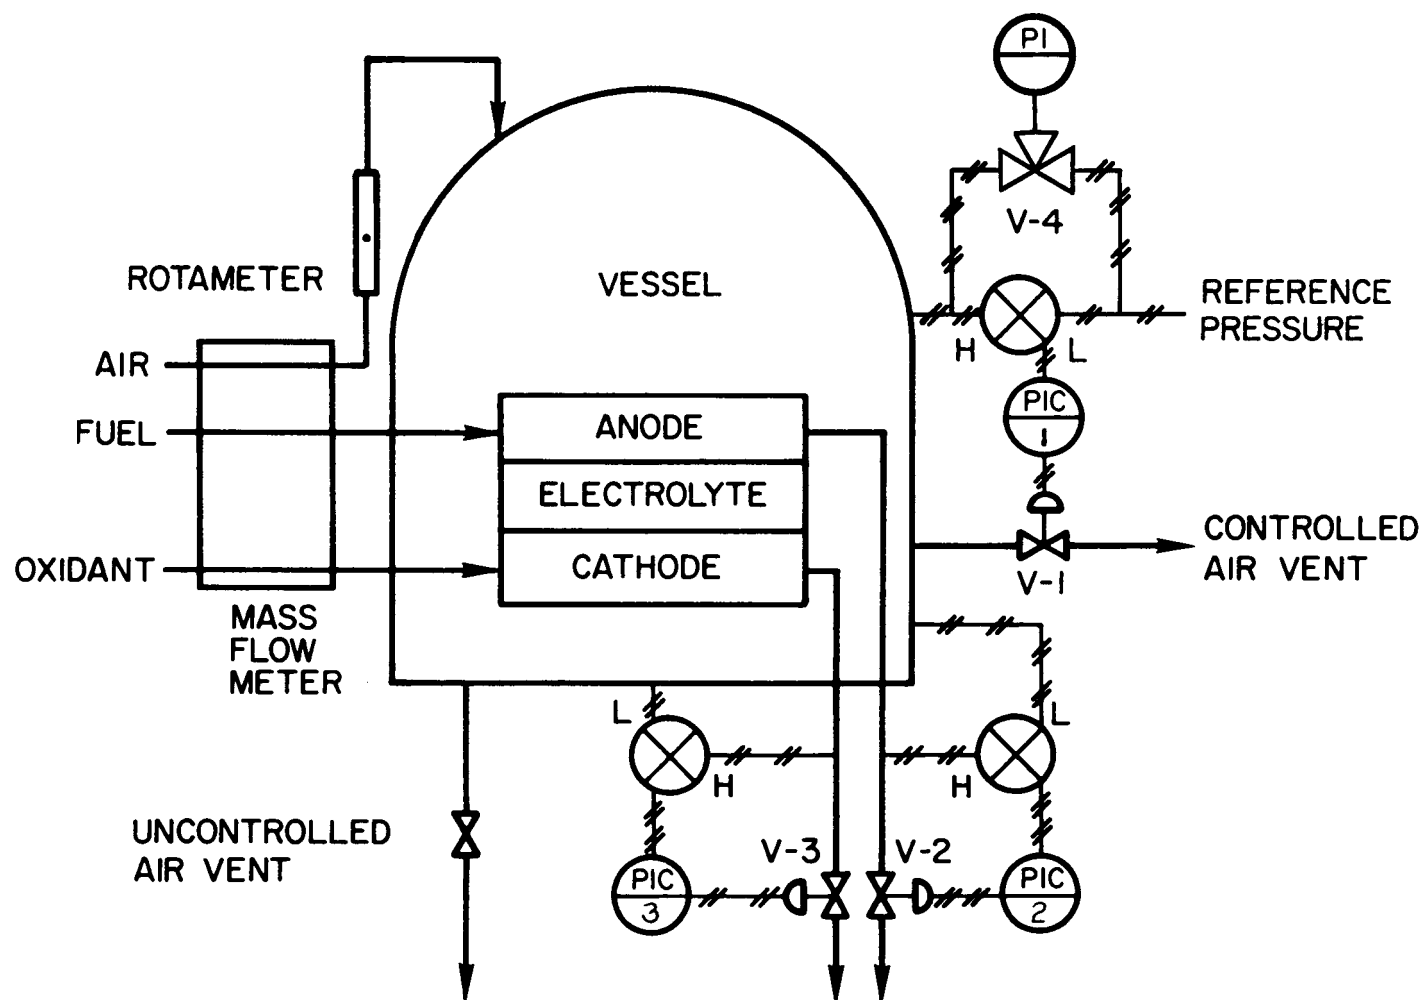 PI
V-4
ROTAMETER
VESSEL
REFERENCE
PRESSURE
H
L
AIR
PIC
1
FUEL
ANODE
ELECTROLYTE
CONTROLLED
AIR VENT
OXIDANT
CATHODE
V-1
MASS
FLOW
METER
L
L
H
H
UNCONTROLLED
AIR VENT
V-3
V-2
PIC
3
PIC
2